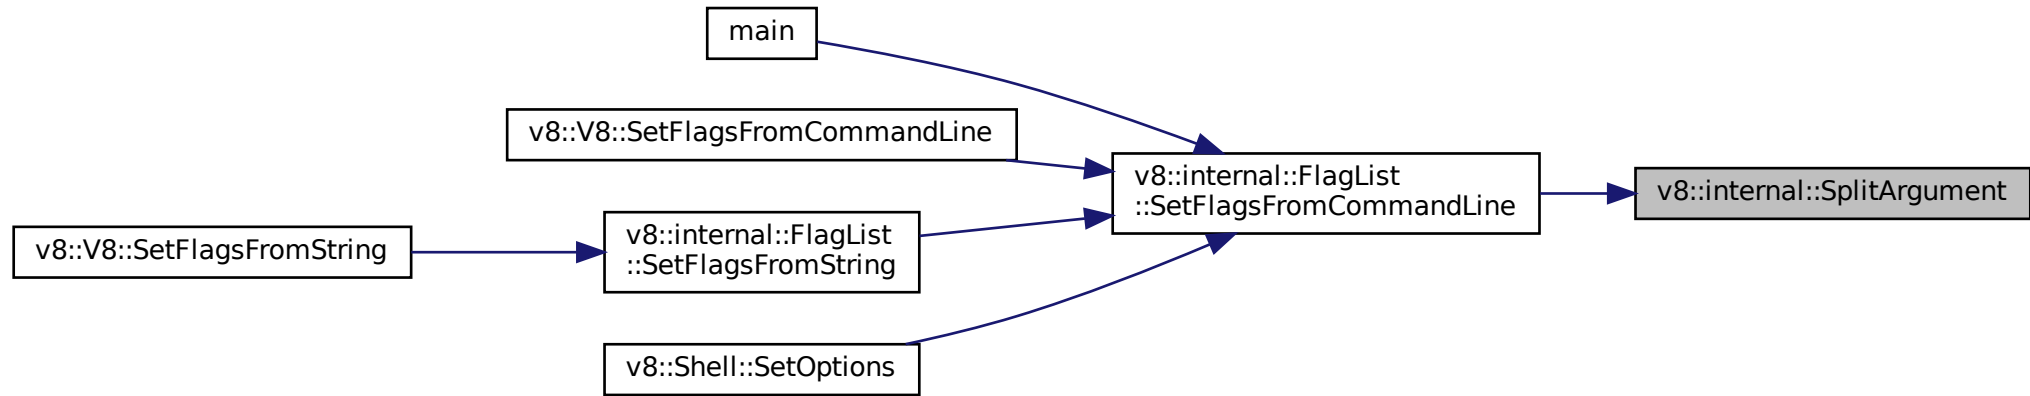 main
v8::V8::SetFlagsFromCommandLine
v8::internal::FlagList
::SetFlagsFromCommandLine
v8::internal::SplitArgument
v8::internal::FlagList
::SetFlagsFromString
v8::V8::SetFlagsFromString
v8::Shell::SetOptions